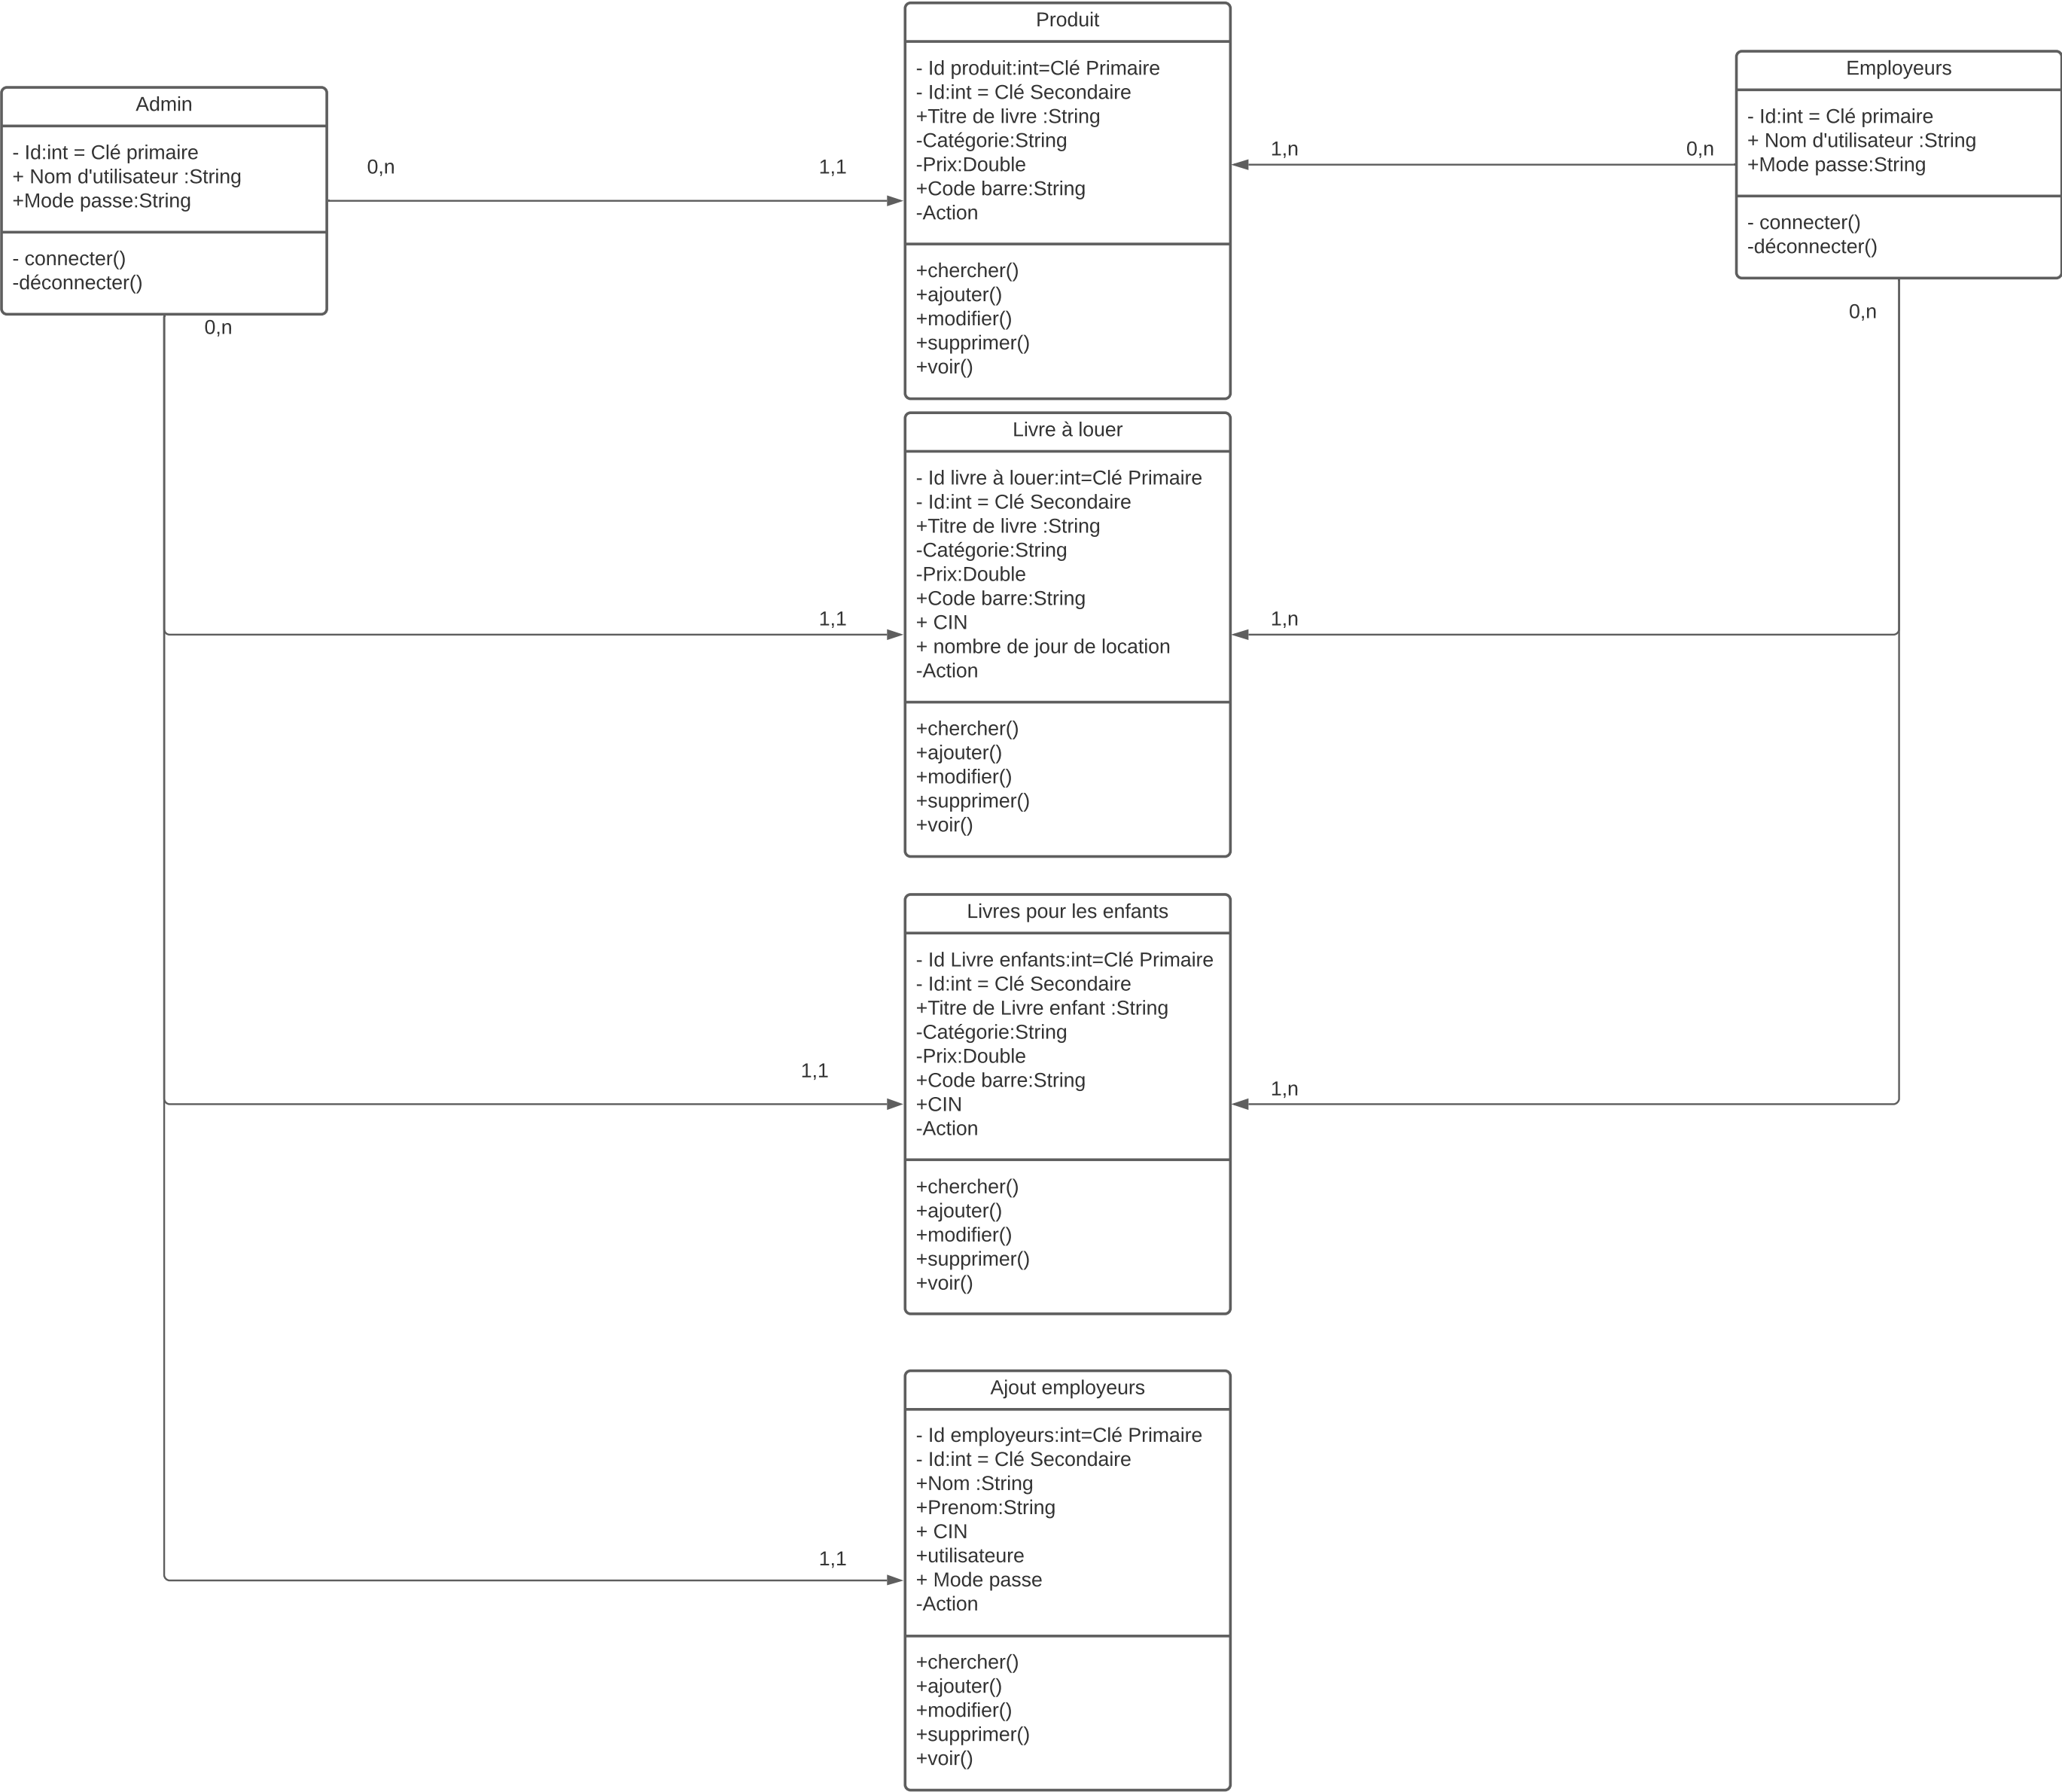 Admin
- Id:int = Clé primaire
+ Nom d'utilisateur :String
+Mode passe:String
- connecter()
-déconnecter()
0,n
1,1
0,n
Produit
- Id produit:int=Clé Primaire
- Id:int = Clé Secondaire
+Titre de livre :String
-Catégorie:String
-Prix:Double
+Code barre:String
-Action
+chercher()
+ajouter()
+modifier()
+supprimer()
+voir()
1,n
0,n
Employeurs
- Id:int = Clé primaire
+ Nom d'utilisateur :String
+Mode passe:String
- connecter()
-déconnecter()
0,n
Livre à louer
- Id livre à louer:int=Clé Primaire
- Id:int = Clé Secondaire
+Titre de livre :String
-Catégorie:String
-Prix:Double
+Code barre:String
+ CIN
+ nombre de jour de location
-Action
+chercher()
+ajouter()
+modifier()
+supprimer()
+voir()
1,1
1,n
Livres pour les enfants
- Id Livre enfants:int=Clé Primaire
- Id:int = Clé Secondaire
+Titre de Livre enfant :String
-Catégorie:String
-Prix:Double
+Code barre:String
+CIN
-Action
+chercher()
+ajouter()
+modifier()
+supprimer()
+voir()
1,1
1,n
Ajout employeurs
- Id employeurs:int=Clé Primaire
- Id:int = Clé Secondaire
+Nom :String
+Prenom:String
+ CIN
+utilisateure
+ Mode passe
-Action
+chercher()
+ajouter()
+modifier()
+supprimer()
+voir()
1,1